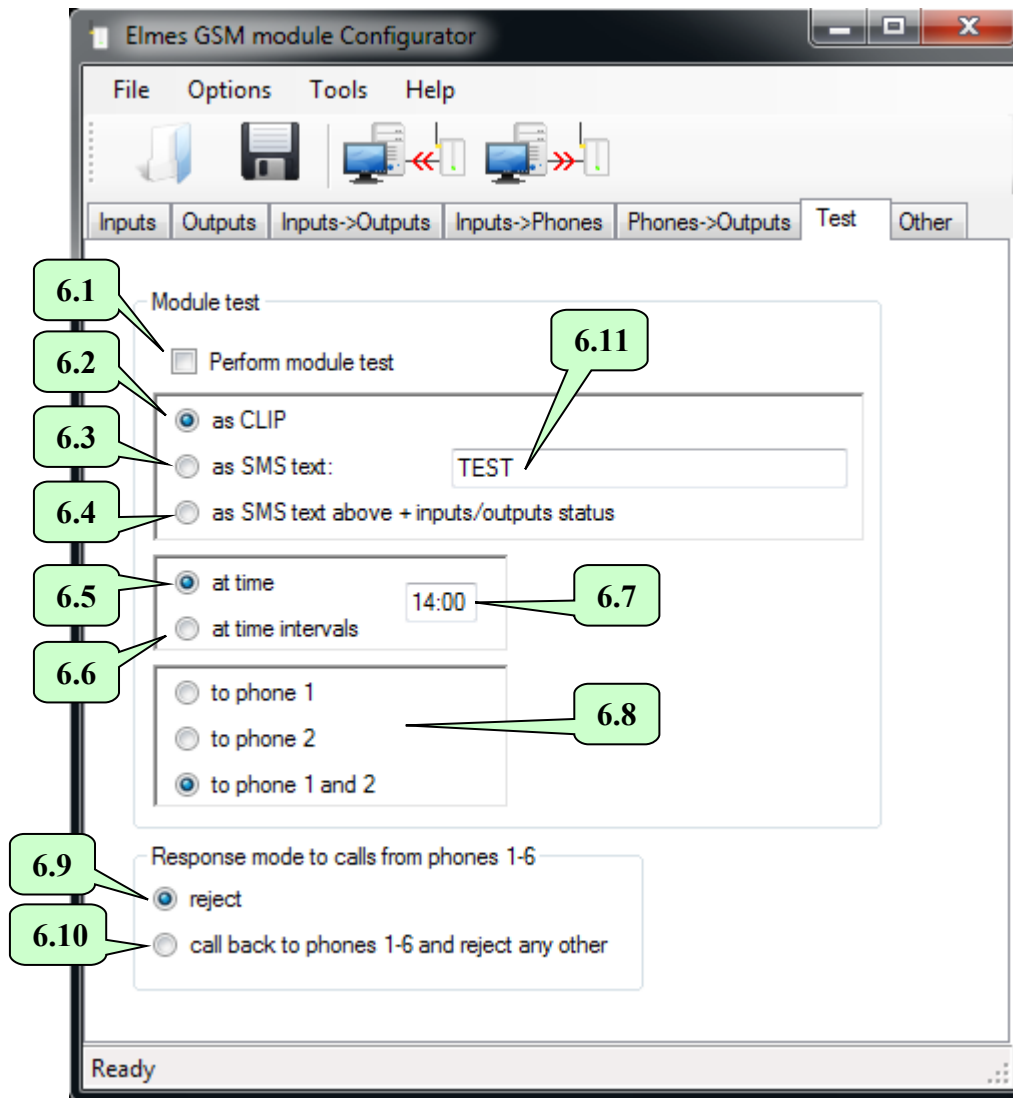 Elmes GSM module Configurator
File Options Tools Help
Inputs Outputs Inputs->Outputs Inputs->Phones Phones->Outputs Test Other
6.1
Module test
6.11
6.2
Perform module test
as CLIP
6.3
as SMS text: TEST
6.4
as SMS text above + inputs/outputs status
6.5
at time
14:00
6.7
at time intervals
6.6
to phone 1
6.8
to phone 2
to phone 1 and 2
6.9
Response mode to calls from phones 1-6
reject
6.10
call back to phones 1-6 and reject any other
Ready